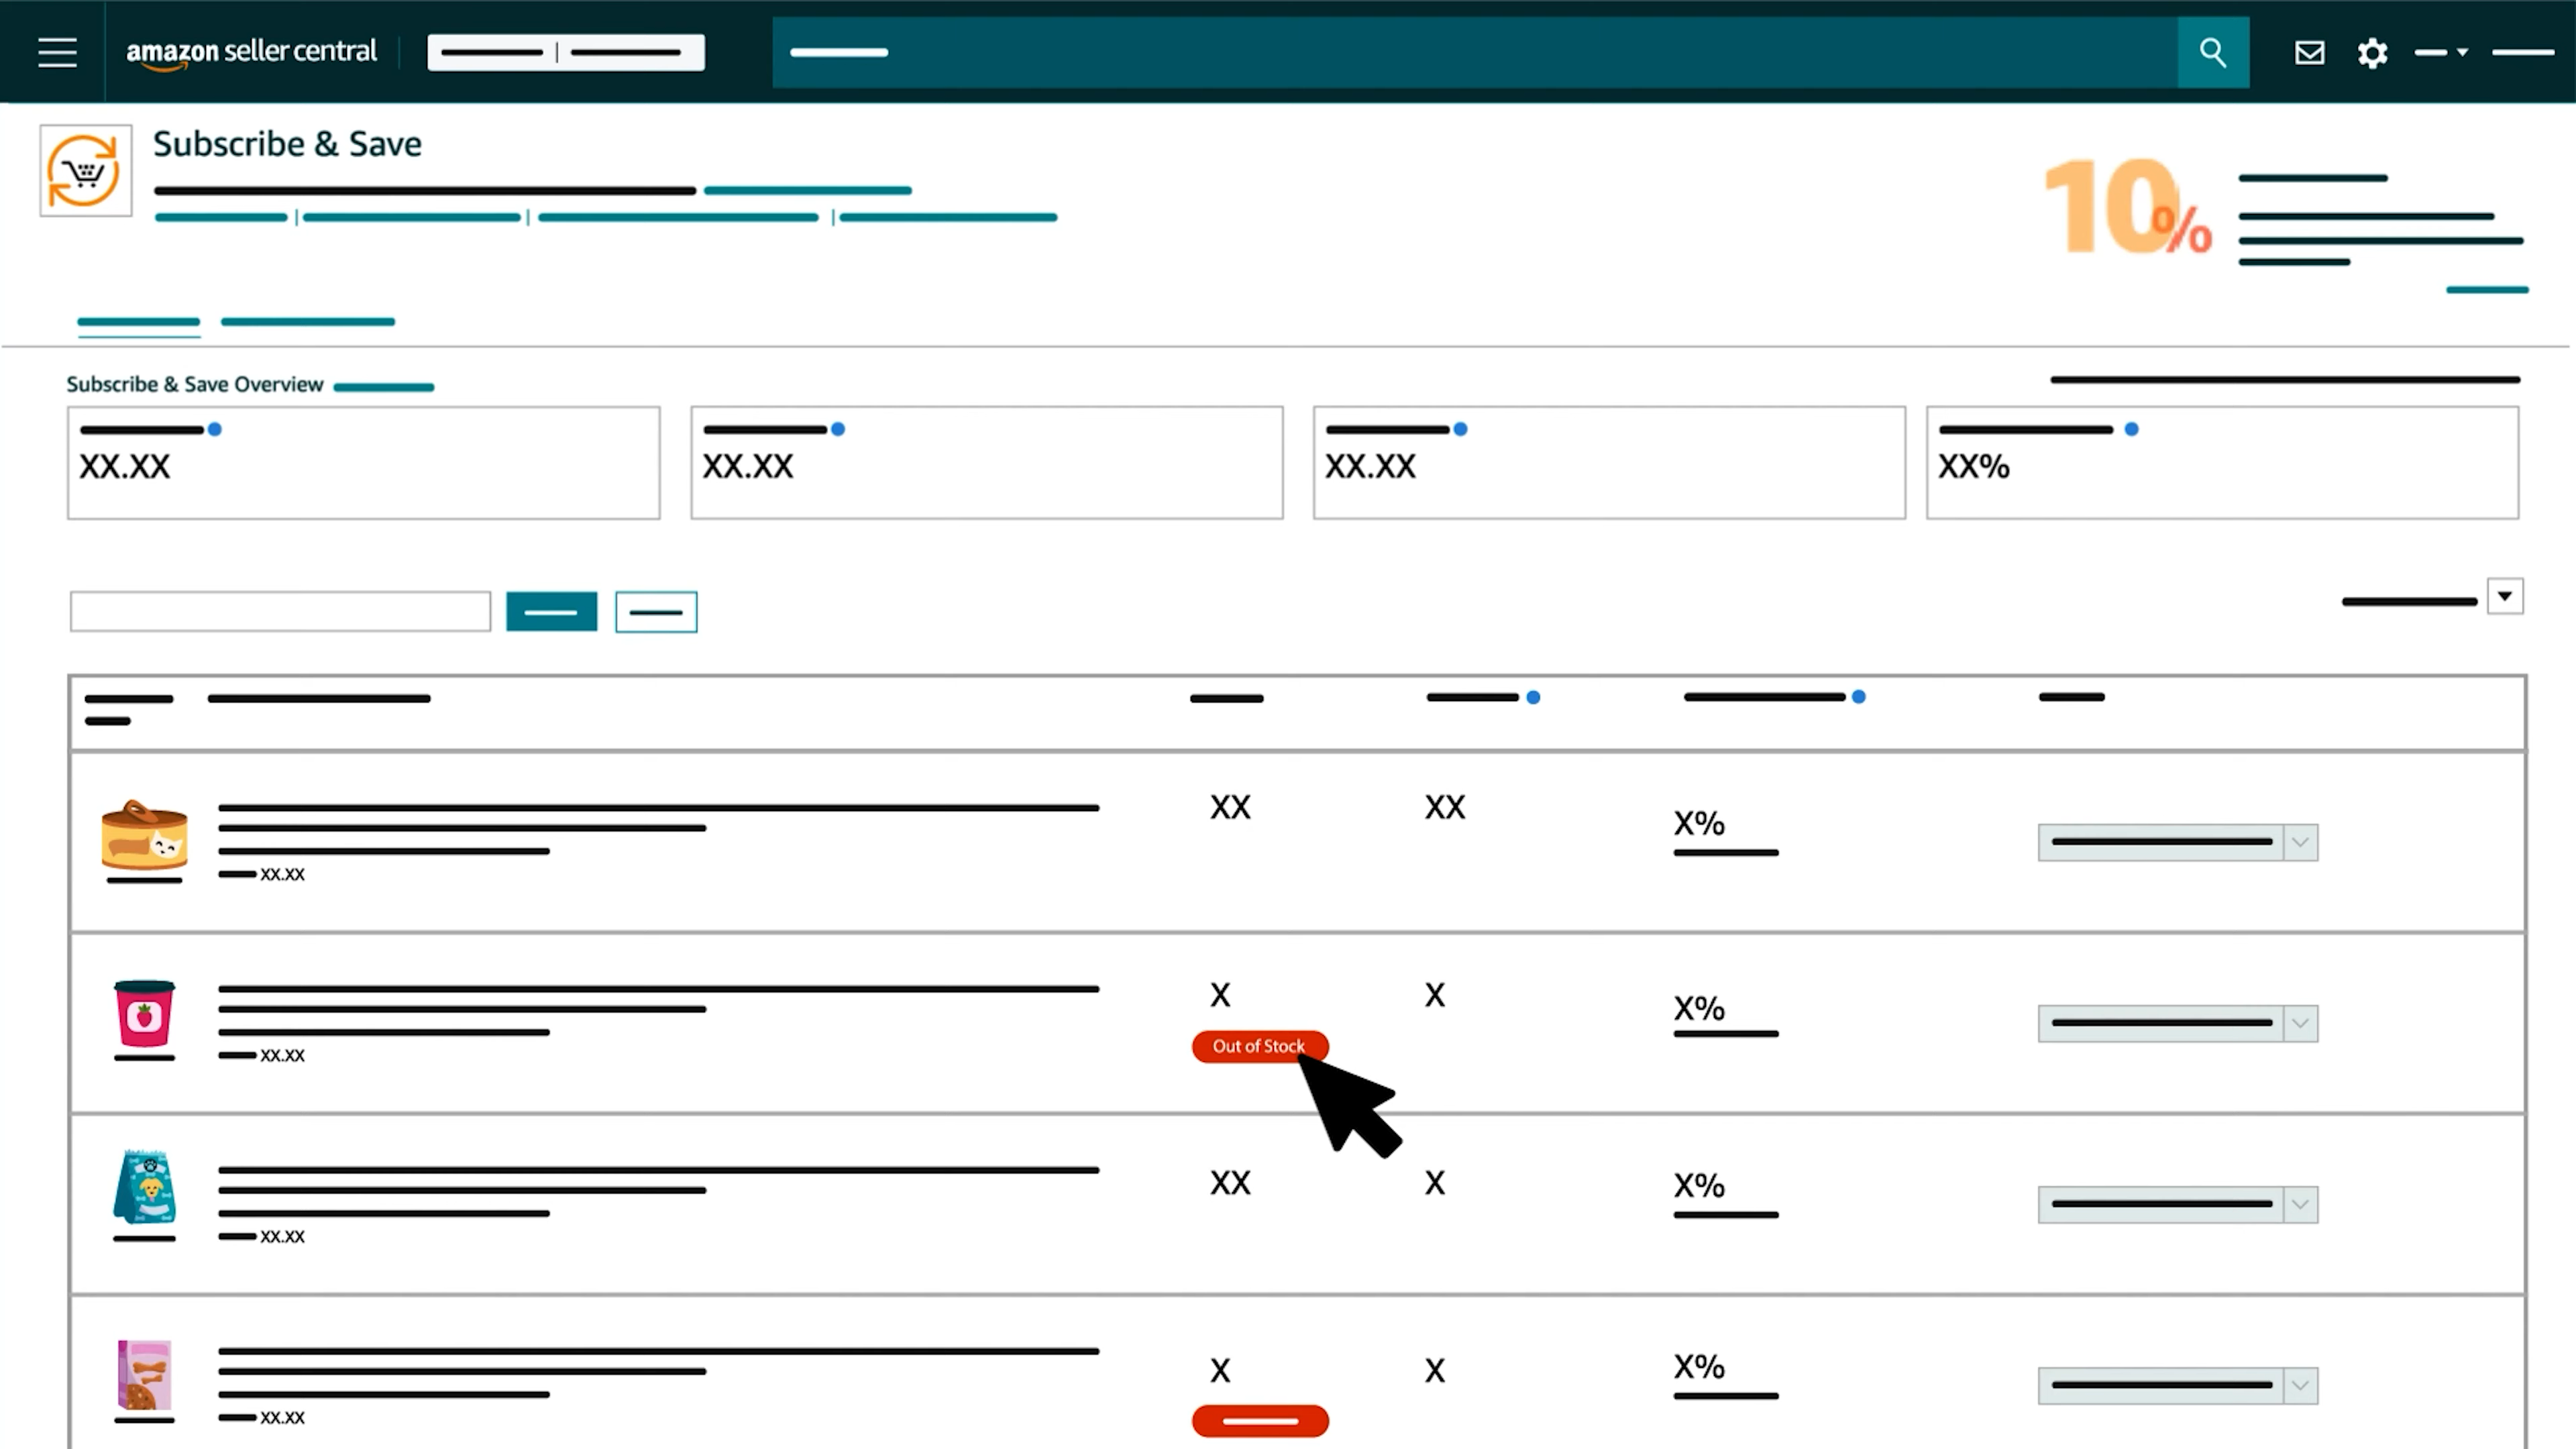 amazon seller central
Subscribe & Save
10%
Subscribe & Save Overview
XX.XX XX.XX XX.XX XX%
XX XX X%
XX.XX
X X X%
Out of Stock
XX.XX
XX X X%
XX.XX
X X X%
XX.XX